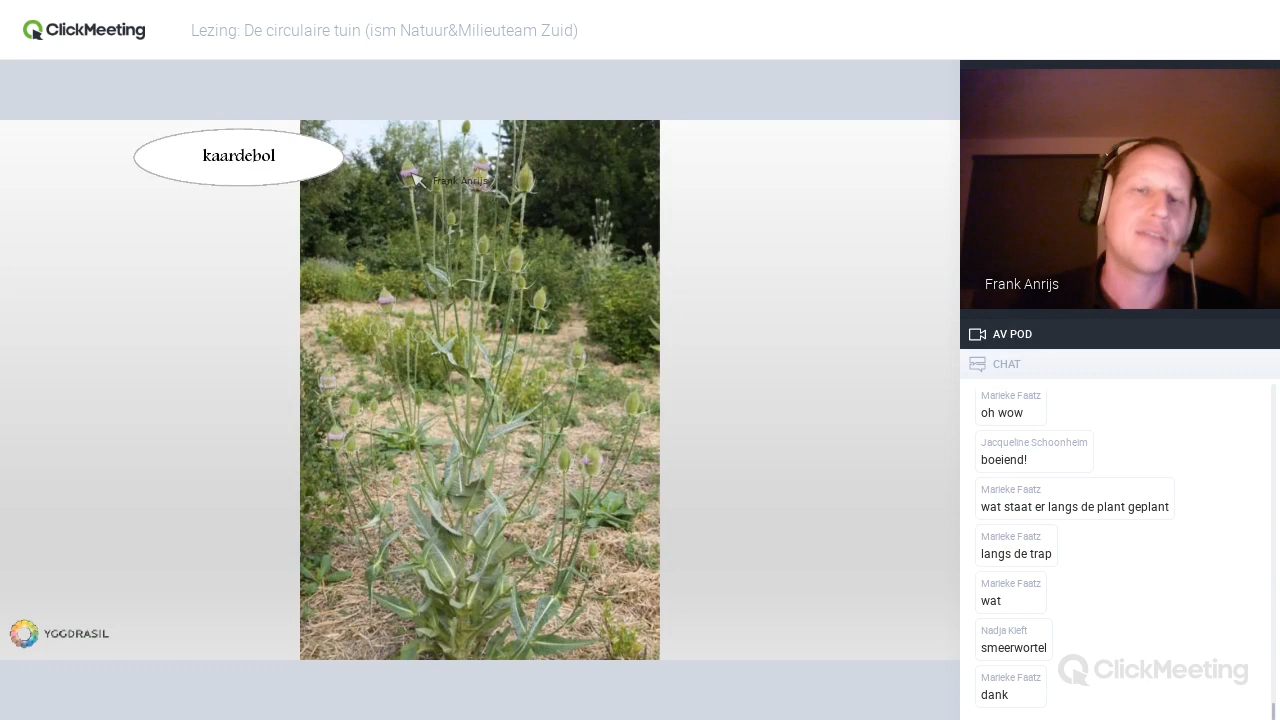 ClickMeeting
Lezing: De circulaire tuin (ism Natuur&Milieuteam Zuid)
kaardebol
Frank Anrijs
YGGDRASIL
Frank Anrijs
AV POD
CHAT
Marieke Faatz
oh wow
Jacqueline Schoonheim
boeiend!
Marieke Faatz
wat staat er langs de plant geplant
Marieke Faatz
langs de trap
Marieke Faatz
wat
Nadja Kleft
smeerwortel
Marieke Faatz
dank
ClickMeeting